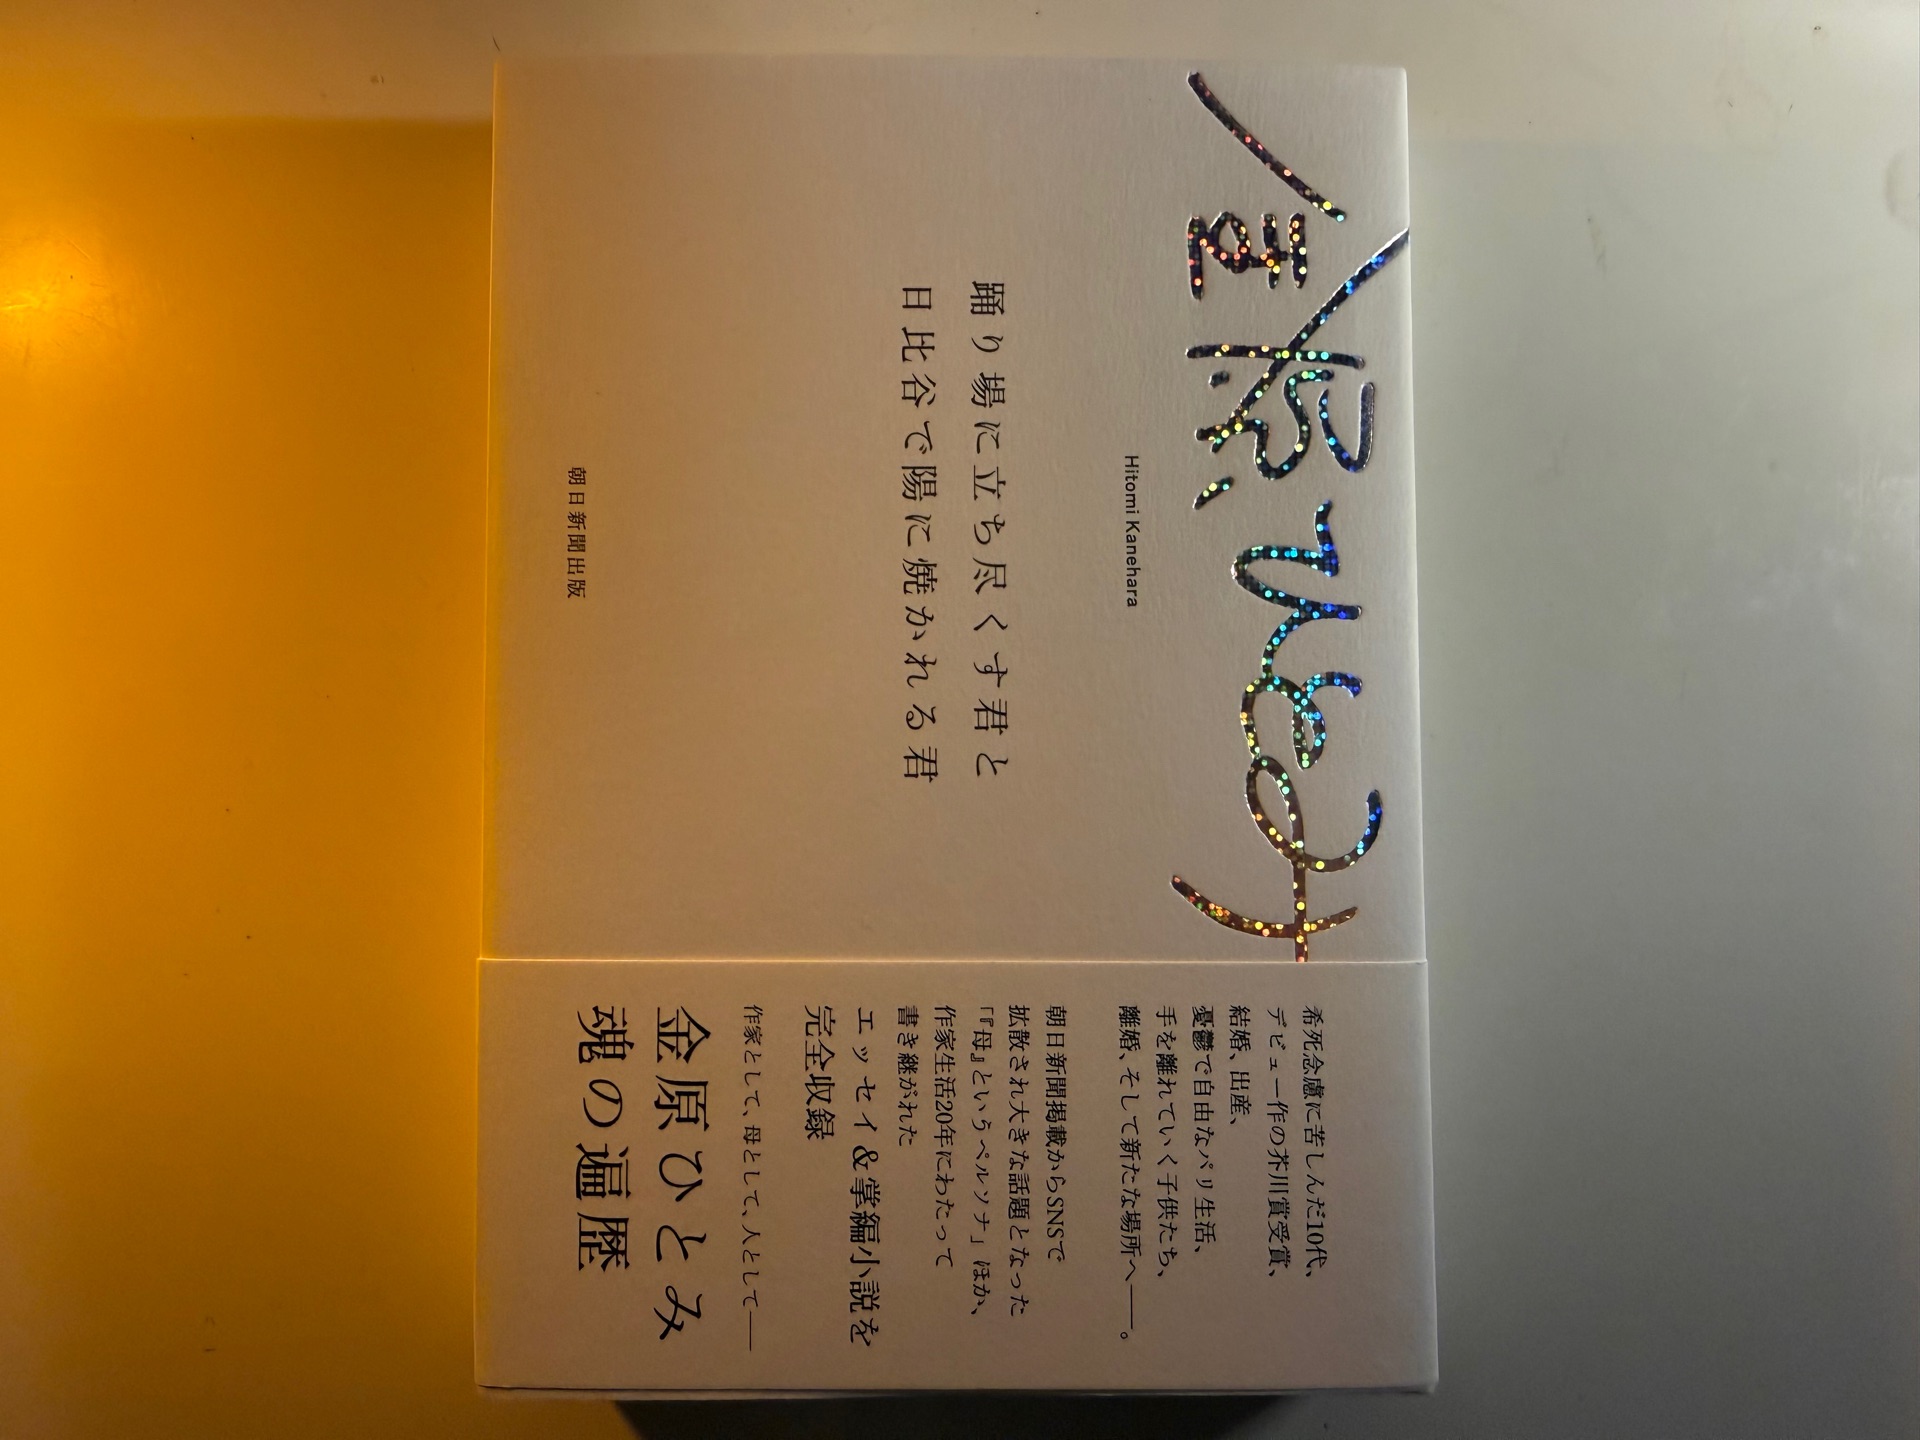 金原ひとみ
Hitomi Kanehara
踊り場に立ち尽くす君と
日比谷で陽に焼かれる君
朝日新聞出版
希死念慮に苦しんだ10代、
デビュー作の芥川賞受賞、
結婚、出産、
憂鬱で自由なパリ生活、
手を離れていく子供たち、
離婚、そして新たな場所へ――。
朝日新聞掲載からSNSで
拡散され大きな話題となった
「『母』というペルソナ」ほか、
作家生活20年にわたって
書き継がれた
エッセイ&掌編小説を
完全収録
作家として、母として、人として――
金原ひとみ
魂の遍歴